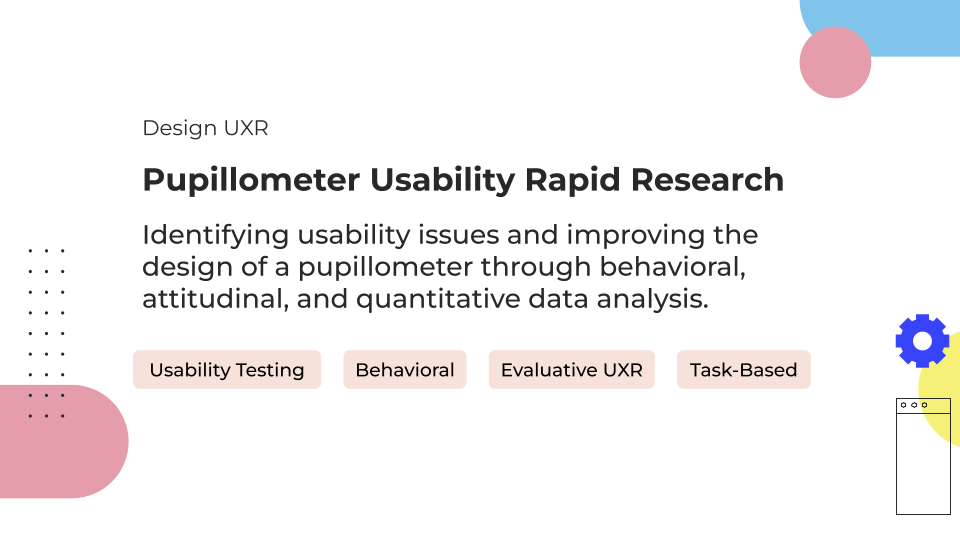 Design UXR
Pupillometer Usability Rapid Research
Identifying usability issues and improving the
design of a pupillometer through behavioral,
attitudinal, and quantitative data analysis.
Usability Testing
Behavioral
Evaluative UXR
Task-Based